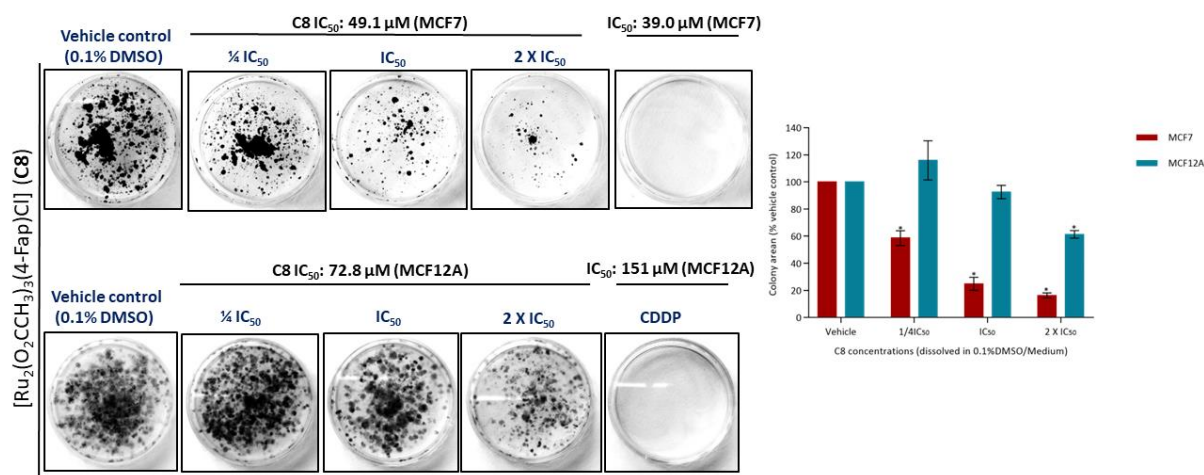 C8 IC₅₀: 49.1 µM (MCF7)
IC₅₀: 39.0 µM (MCF7)
Vehicle control
(0.1% DMSO)
¼ IC₅₀
IC₅₀
2 X IC₅₀
[Ru₂(O₂CCH₃)₃(4-Fap)Cl] (C8)
C8 IC₅₀: 72.8 µM (MCF12A)
IC₅₀: 151 µM (MCF12A)
Vehicle control
(0.1% DMSO)
¼ IC₅₀
IC₅₀
2 X IC₅₀
CDDP
Colony arean (% vehicle control)
140
120
100
80
60
40
20
0
*
*
*
*
Vehicle
1/4IC₅₀
IC₅₀
2 X IC₅₀
C8 concentrations (dissolved in 0.1%DMSO/Medium)
MCF7
MCF12A